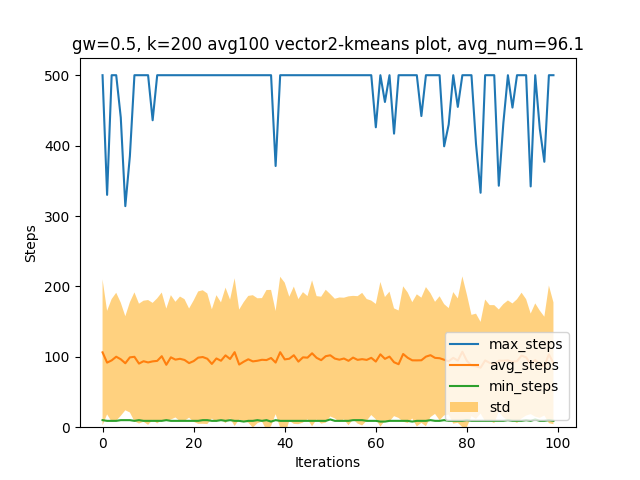 gw=0.5, k=200 avg100 vector2-kmeans plot, avg_num=96.1
500
400
300
200
100
0
Steps
max_steps
avg_steps
min_steps
std
0
20
40
60
80
100
Iterations